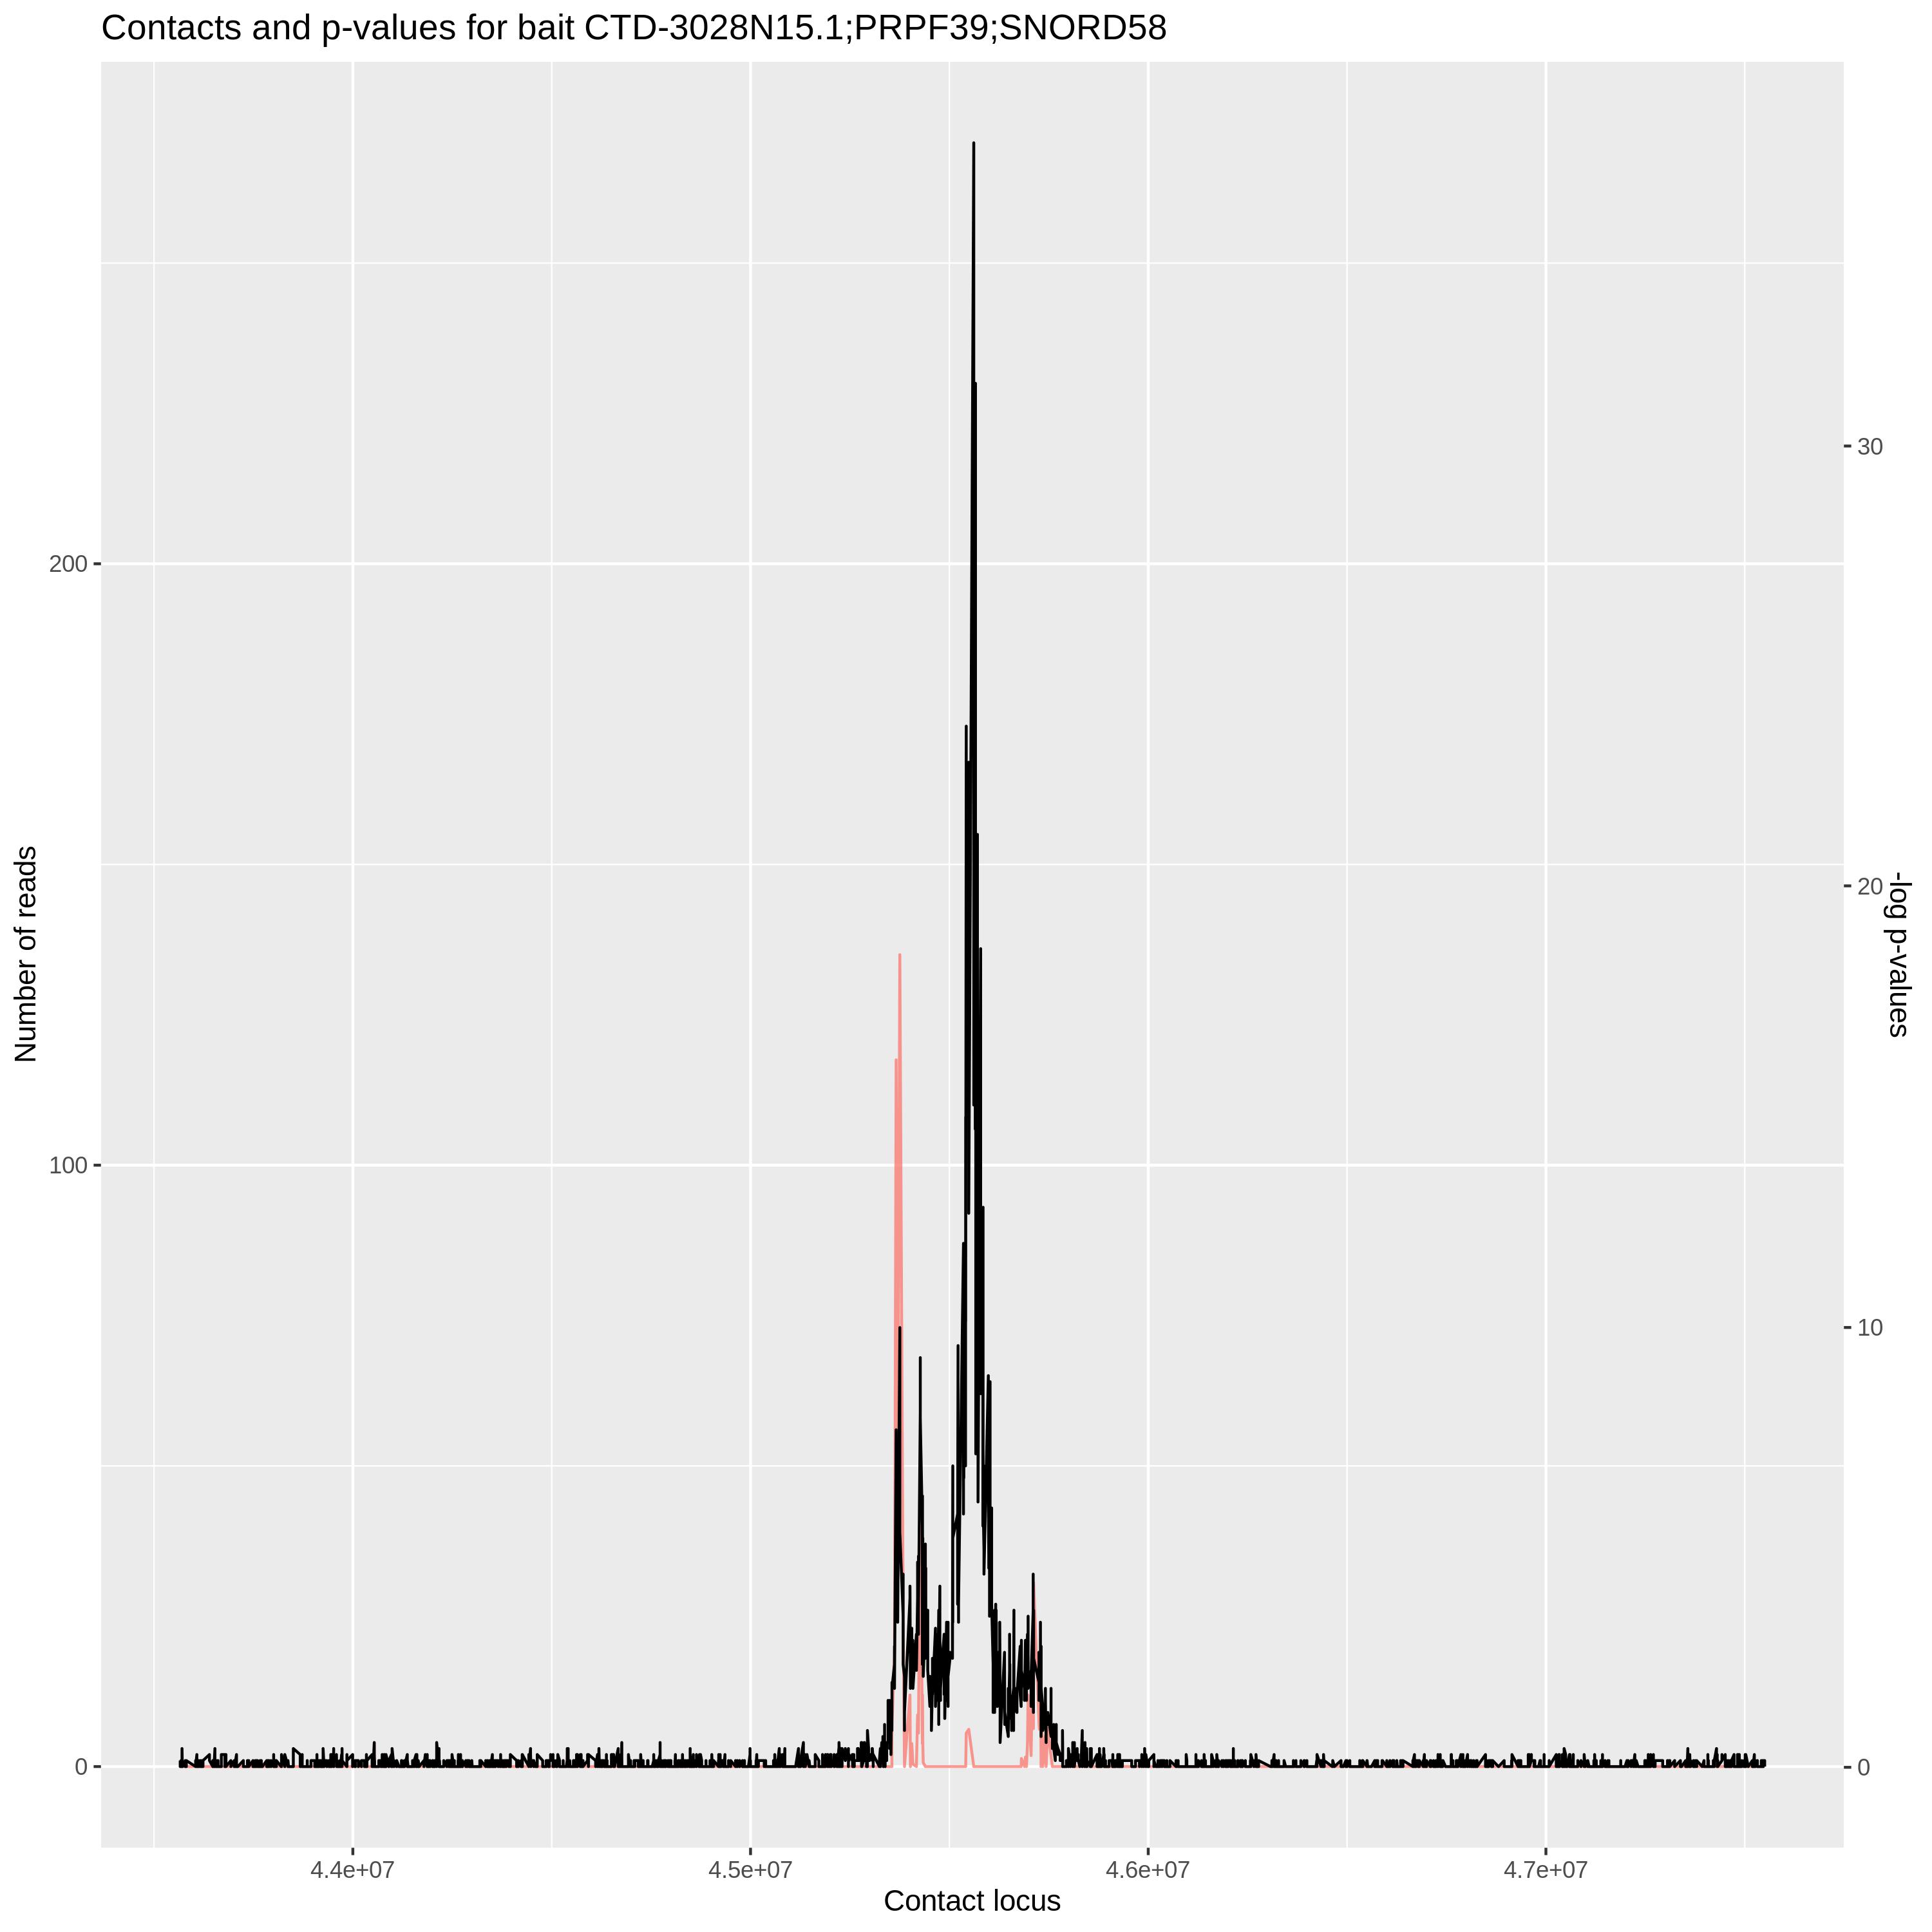 Contacts and p-values for bait CTD-3028N15.1;PRPF39;SNORD58
Number of reads
200
100
0
30
20
10
0
-log p-values
4.4e+07
4.5e+07
4.6e+07
4.7e+07
Contact locus